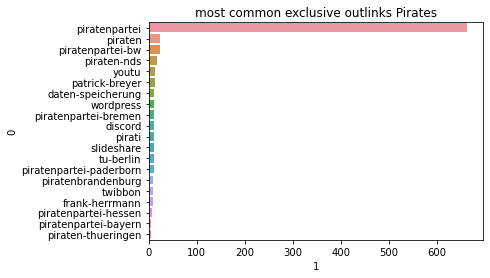 most common exclusive outlinks Pirates
piratenpartei
piraten
piratenpartei-bw
piraten-nds
youtu
patrick-breyer
daten-speicherung
wordpress
piratenpartei-bremen
discord
pirati
slideshare
tu-berlin
piratenpartei-paderborn
piratenbrandenburg
twibbon
frank-herrmann
piratenpartei-hessen
piratenpartei-bayern
piraten-thueringen
0
0 100 200 300 400 500 600
1